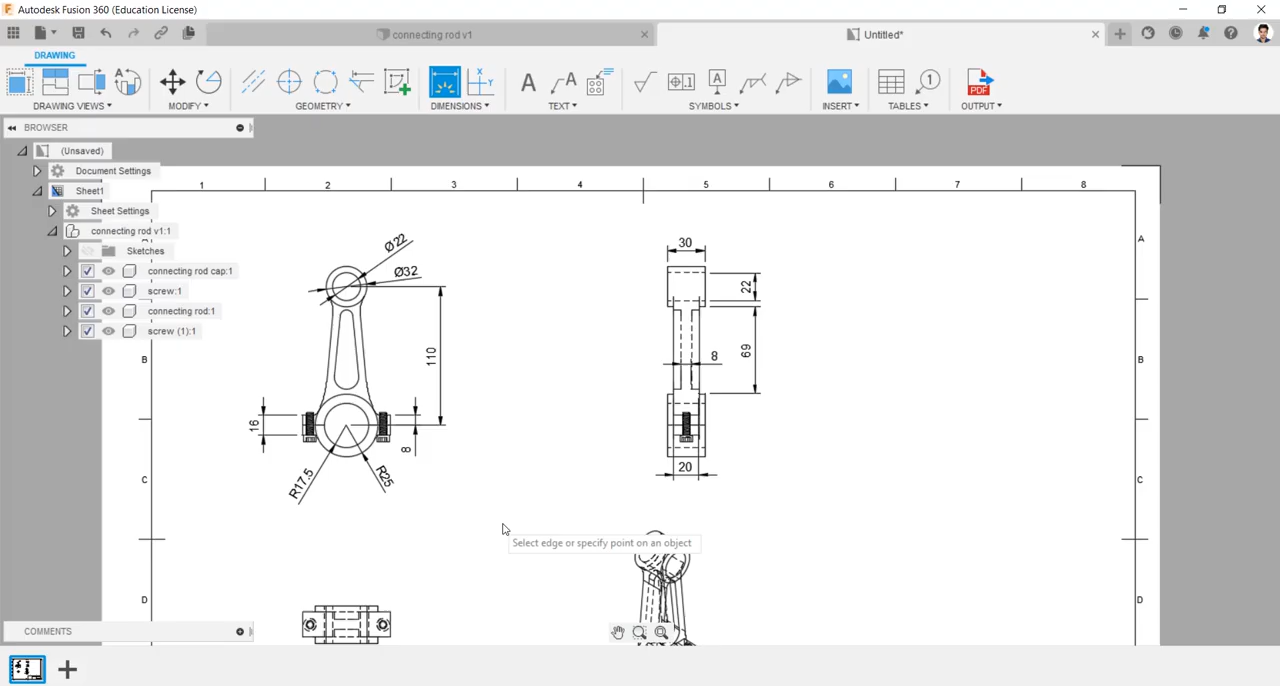 Autodesk Fusion 360 (Education License)
connecting rod v1
Untitled*
DRAWING
DRAWING VIEWS
MODIFY
GEOMETRY
DIMENSIONS
TEXT
SYMBOLS
INSERT
TABLES
OUTPUT
BROWSER
(Unsaved)
Document Settings
Sheet1
Sheet Settings
connecting rod v1:1
Sketches
connecting rod cap:1
screw:1
connecting rod:1
screw (1):1
1 2 3 4 5 6 7 8
A
B
C
D
A
B
C
D
Ø22
Ø32
110
16
8
R17.5
R25
30
22
8
69
20
Select edge or specify point on an object
COMMENTS